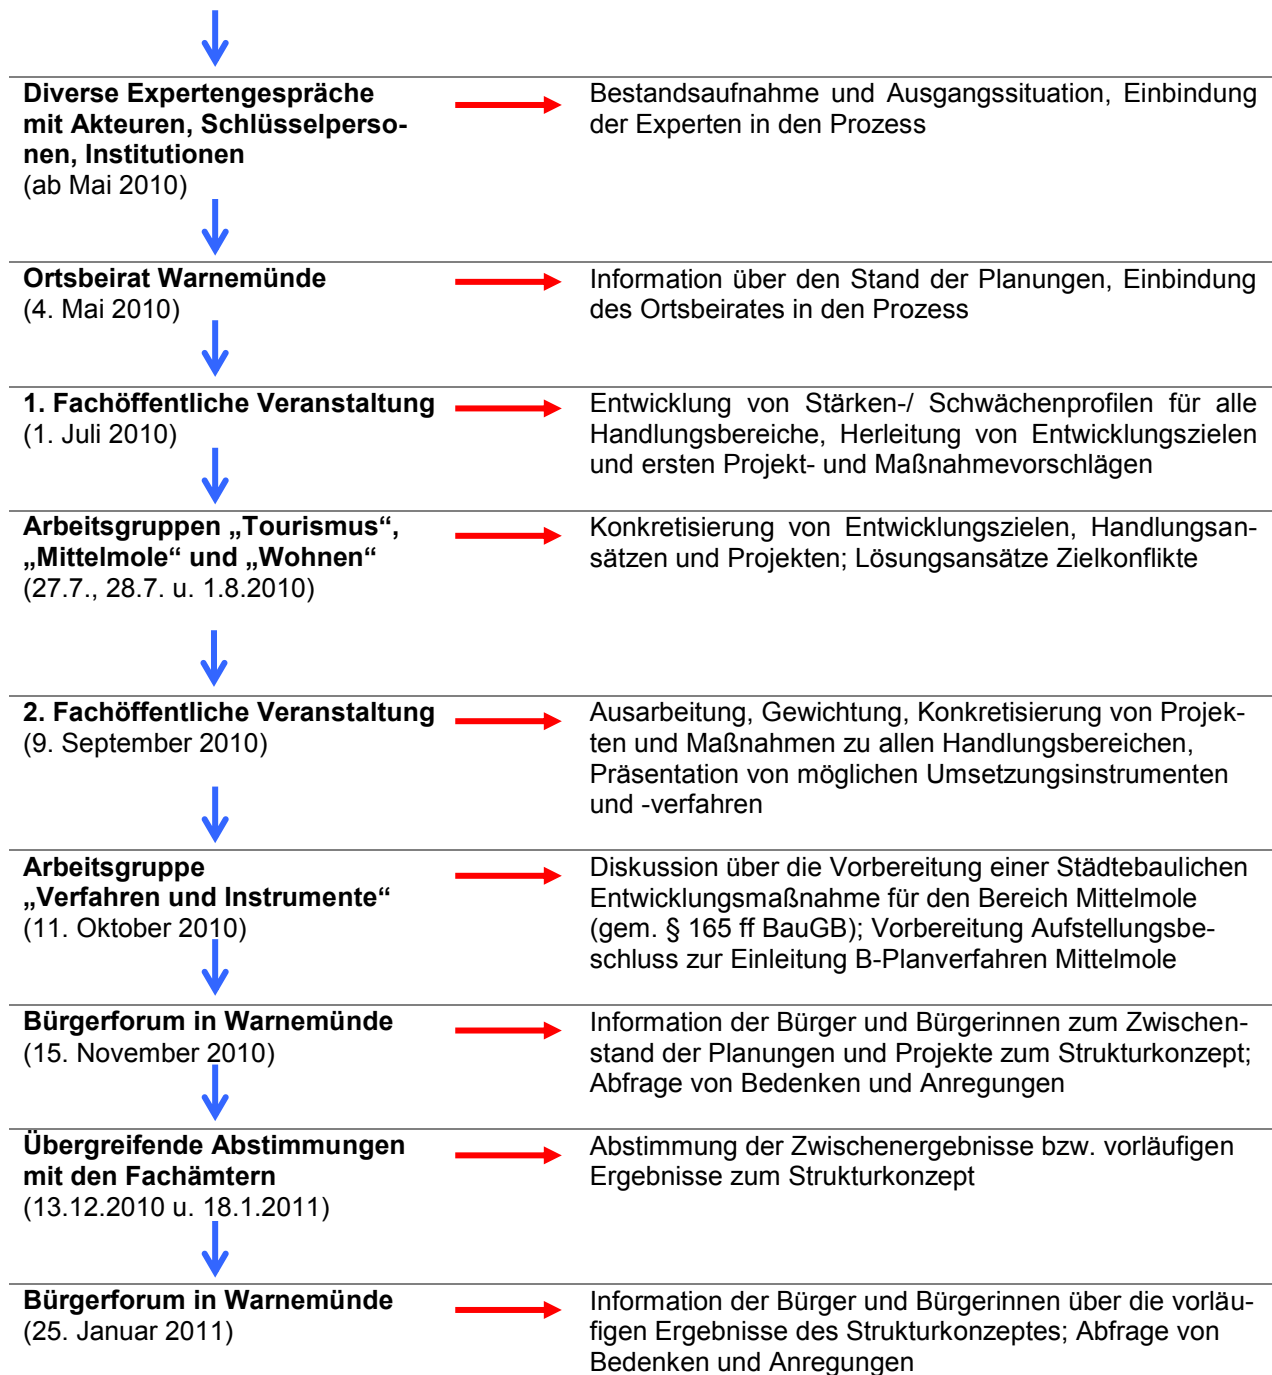 Diverse Expertengespräche
mit Akteuren, Schlüsselperso-
nen, Institutionen
(ab Mai 2010)
Bestandsaufnahme und Ausgangssituation, Einbindung
der Experten in den Prozess
Ortsbeirat Warnemünde
(4. Mai 2010)
Information über den Stand der Planungen, Einbindung
des Ortsbeirates in den Prozess
1. Fachöffentliche Veranstaltung
(1. Juli 2010)
Entwicklung von Stärken-/ Schwächenprofilen für alle
Handlungsbereiche, Herleitung von Entwicklungszielen
und ersten Projekt- und Maßnahmevorschlägen
Arbeitsgruppen „Tourismus“,
„Mittelmole“ und „Wohnen“
(27.7., 28.7. u. 1.8.2010)
Konkretisierung von Entwicklungszielen, Handlungsan-
sätzen und Projekten; Lösungsansätze Zielkonflikte
2. Fachöffentliche Veranstaltung
(9. September 2010)
Ausarbeitung, Gewichtung, Konkretisierung von Projek-
ten und Maßnahmen zu allen Handlungsbereichen,
Präsentation von möglichen Umsetzungsinstrumenten
und -verfahren
Arbeitsgruppe
„Verfahren und Instrumente“
(11. Oktober 2010)
Diskussion über die Vorbereitung einer Städtebaulichen
Entwicklungsmaßnahme für den Bereich Mittelmole
(gem. § 165 ff BauGB); Vorbereitung Aufstellungsbe-
schluss zur Einleitung B-Planverfahren Mittelmole
Bürgerforum in Warnemünde
(15. November 2010)
Information der Bürger und Bürgerinnen zum Zwischen-
stand der Planungen und Projekte zum Strukturkonzept;
Abfrage von Bedenken und Anregungen
Übergreifende Abstimmungen
mit den Fachämtern
(13.12.2010 u. 18.1.2011)
Abstimmung der Zwischenergebnisse bzw. vorläufigen
Ergebnisse zum Strukturkonzept
Bürgerforum in Warnemünde
(25. Januar 2011)
Information der Bürger und Bürgerinnen über die vorläu-
figen Ergebnisse des Strukturkonzeptes; Abfrage von
Bedenken und Anregungen